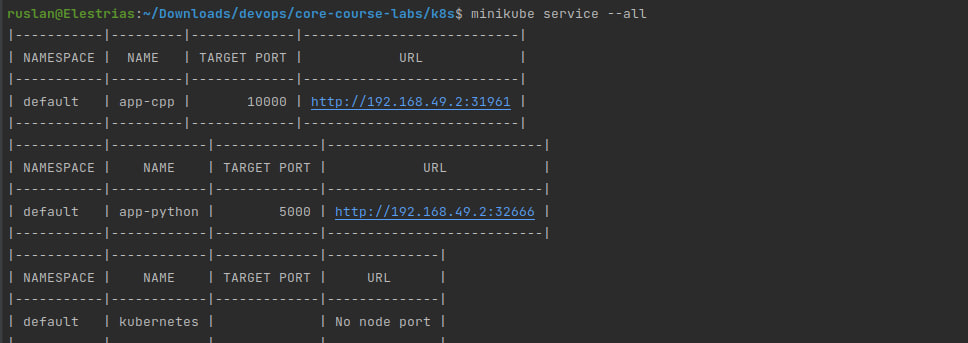 ruslan@Elestrias:~/Downloads/devops/core-course-labs/k8s$ minikube service --all
|-----------|---------|-------------|---------------------------|
| NAMESPACE |  NAME   | TARGET PORT |            URL            |
|-----------|---------|-------------|---------------------------|
| default   | app-cpp |       10000 | http://192.168.49.2:31961 |
|-----------|---------|-------------|---------------------------|
|-----------|------------|-------------|---------------------------|
| NAMESPACE |    NAME    | TARGET PORT |            URL            |
|-----------|------------|-------------|---------------------------|
| default   | app-python |        5000 | http://192.168.49.2:32666 |
|-----------|------------|-------------|---------------------------|
|-----------|------------|-------------|--------------|
| NAMESPACE |    NAME    | TARGET PORT |     URL      |
|-----------|------------|-------------|--------------|
| default   | kubernetes |             | No node port |